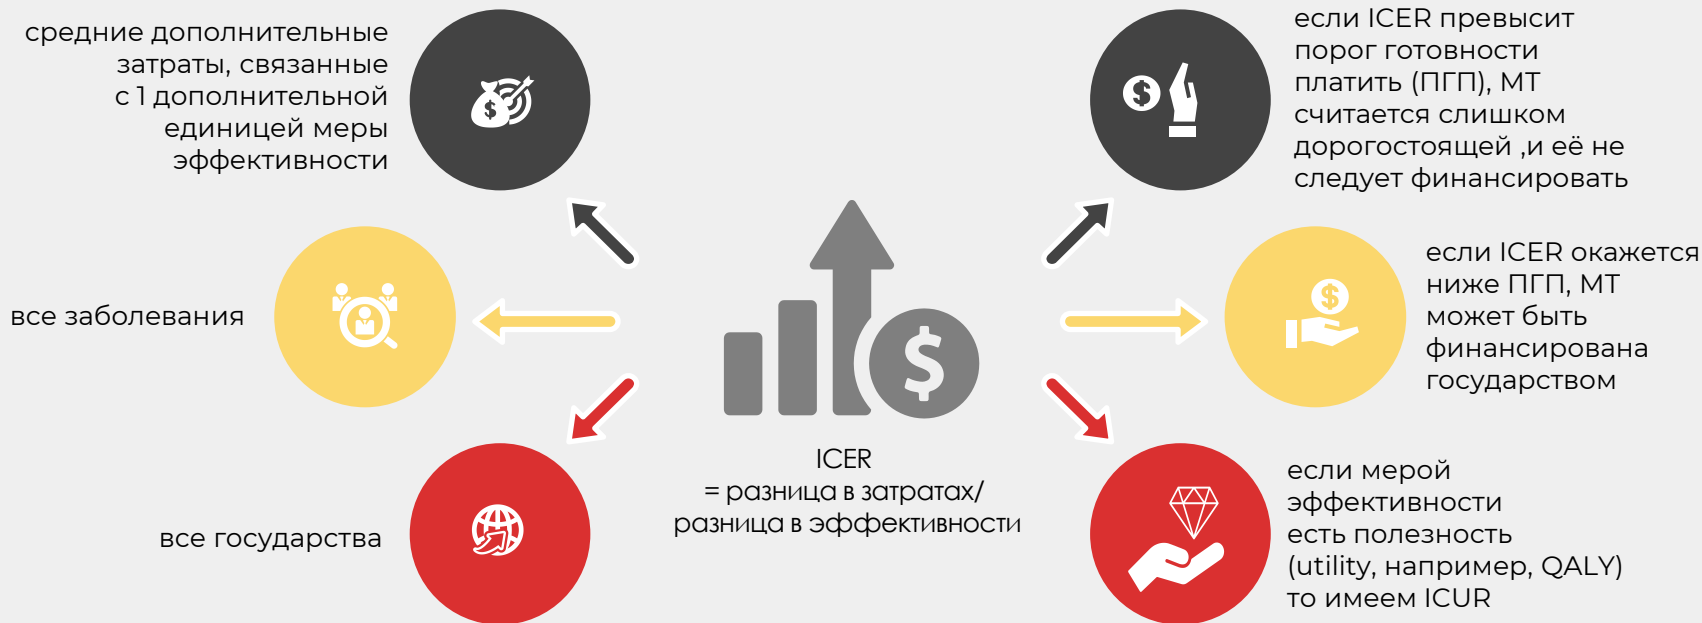 средние дополнительные
затраты, связанные
с 1 дополнительной
единицей меры
эффективности
все заболевания
все государства
ICER
= разница в затратах/
разница в эффективности
если ICER превысит
порог готовности
платить (ПГП), МТ
считается слишком
дорогостоящей ,и её не
следует финансировать
если ICER окажется
ниже ПГП, МТ
может быть
финансирована
государством
если мерой
эффективности
есть полезность
(utility, например, QALY)
то имеем ICUR